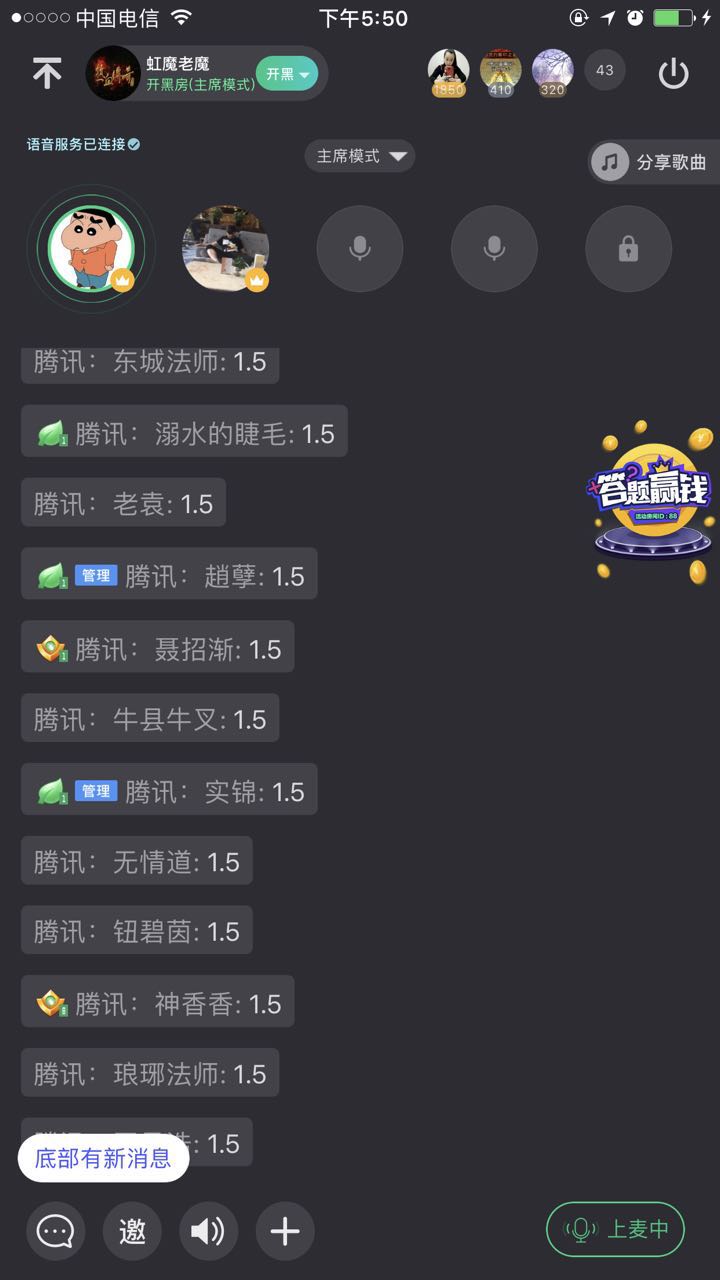 中国电信
下午5:50
虹魔老魔
开黑房(主席模式)
开黑
1850
410
320
43
语音服务已连接
主席模式
分享歌曲
腾讯：东城法师: 1.5
1 腾讯：溺水的睫毛: 1.5
腾讯：老袁: 1.5
1 管理 腾讯：趙孽: 1.5
1 腾讯：聂招渐: 1.5
腾讯：牛县牛叉: 1.5
1 管理 腾讯：实锦: 1.5
腾讯：无情道: 1.5
腾讯：钮碧茵: 1.5
腾讯：神香香: 1.5
腾讯：琅琊法师: 1.5
: 1.5
底部有新消息
答题赢钱
活动房间ID：88
邀
上麦中